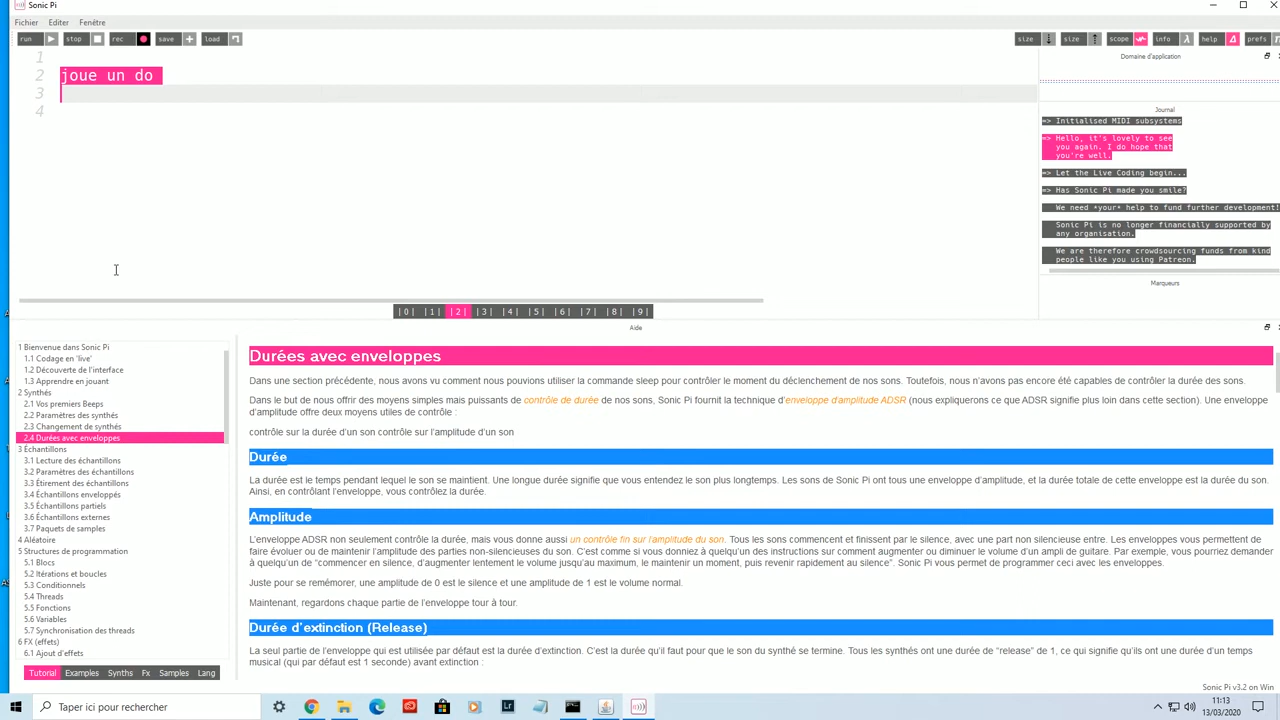 Sonic Pi
Fichier Editer Fenêtre
run stop rec save load size size scope info help prefs
1
2 joue un do
3
4
Domaine d'application
Journal
=> Initialised MIDI subsystems
=> Hello, it's lovely to see
you again. I do hope that
you're well.
=> Let the Live Coding begin...
=> Has Sonic Pi made you smile?
We need *your* help to fund further development!
Sonic Pi is no longer financially supported by
any organisation.
We are therefore crowdsourcing funds from kind
people like you using Patreon.
Marqueurs
|0| |1| |2| |3| |4| |5| |6| |7| |8| |9|
Aide
1 Bienvenue dans Sonic Pi
1.1 Codage en 'live'
1.2 Découverte de l'interface
1.3 Apprendre en jouant
2 Synthés
2.1 Vos premiers Beeps
2.2 Paramètres des synthés
2.3 Changement de synthés
2.4 Durées avec enveloppes
3 Échantillons
3.1 Lecture des échantillons
3.2 Paramètres des échantillons
3.3 Étirement des échantillons
3.4 Échantillons enveloppés
3.5 Échantillons partiels
3.6 Échantillons externes
3.7 Paquets de samples
4 Aléatoire
5 Structures de programmation
5.1 Blocs
5.2 Itérations et boucles
5.3 Conditionnels
5.4 Threads
5.5 Fonctions
5.6 Variables
5.7 Synchronisation des threads
6 FX (effets)
6.1 Ajout d'effets
Tutorial Examples Synths Fx Samples Lang
Durées avec enveloppes
Dans une section précédente, nous avons vu comment nous pouvions utiliser la commande sleep pour contrôler le moment du déclenchement de nos sons. Toutefois, nous n'avons pas encore été capables de contrôler la durée des sons.
Dans le but de nous offrir des moyens simples mais puissants de contrôle de durée de nos sons, Sonic Pi fournit la technique d'enveloppe d'amplitude ADSR (nous expliquerons ce que ADSR signifie plus loin dans cette section). Une enveloppe
d'amplitude offre deux moyens utiles de contrôle :
contrôle sur la durée d'un son contrôle sur l'amplitude d'un son
Durée
La durée est le temps pendant lequel le son se maintient. Une longue durée signifie que vous entendez le son plus longtemps. Les sons de Sonic Pi ont tous une enveloppe d'amplitude, et la durée totale de cette enveloppe est la durée du son.
Ainsi, en contrôlant l'enveloppe, vous contrôlez la durée.
Amplitude
L'enveloppe ADSR non seulement contrôle la durée, mais vous donne aussi un contrôle fin sur l'amplitude du son. Tous les sons commencent et finissent par le silence, avec une part non silencieuse entre. Les enveloppes vous permettent de
faire évoluer ou de maintenir l'amplitude des parties non-silencieuses du son. C'est comme si vous donniez à quelqu'un des instructions sur comment augmenter ou diminuer le volume d'un ampli de guitare. Par exemple, vous pourriez demander
à quelqu'un de “commencer en silence, d'augmenter lentement le volume jusqu'au maximum, le maintenir un moment, puis revenir rapidement au silence”. Sonic Pi vous permet de programmer ceci avec les enveloppes.
Juste pour se remémorer, une amplitude de 0 est le silence et une amplitude de 1 est le volume normal.
Maintenant, regardons chaque partie de l'enveloppe tour à tour.
Durée d'extinction (Release)
La seul partie de l'enveloppe qui est utilisée par défaut est la durée d'extinction. C'est la durée qu'il faut pour que le son du synthé se termine. Tous les synthés ont une durée de “release” de 1, ce qui signifie qu'ils ont une durée d'un temps
musical (qui par défaut est 1 seconde) avant extinction :
Sonic Pi v3.2 on Win
Taper ici pour rechercher
11:13
13/03/2020